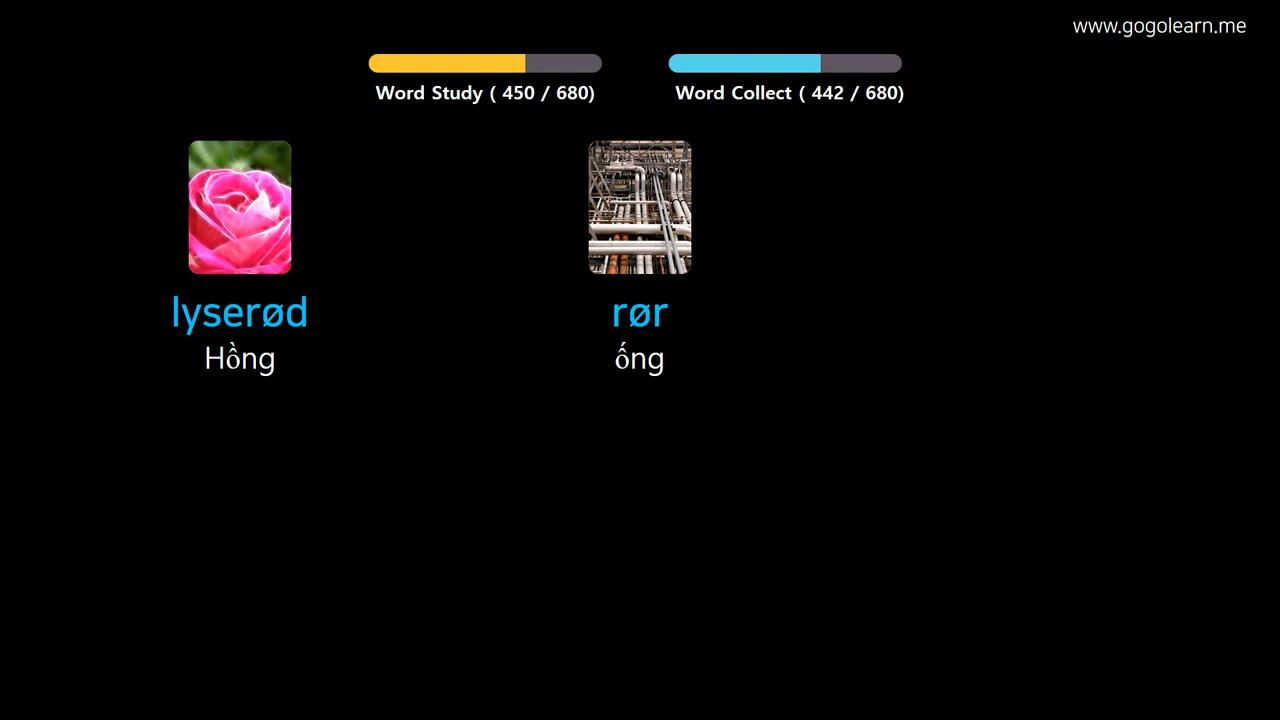 www.gogolearn.me
Word Study ( 450 / 680)
Word Collect ( 442 / 680)
lyserød
Hồng
rør
ống